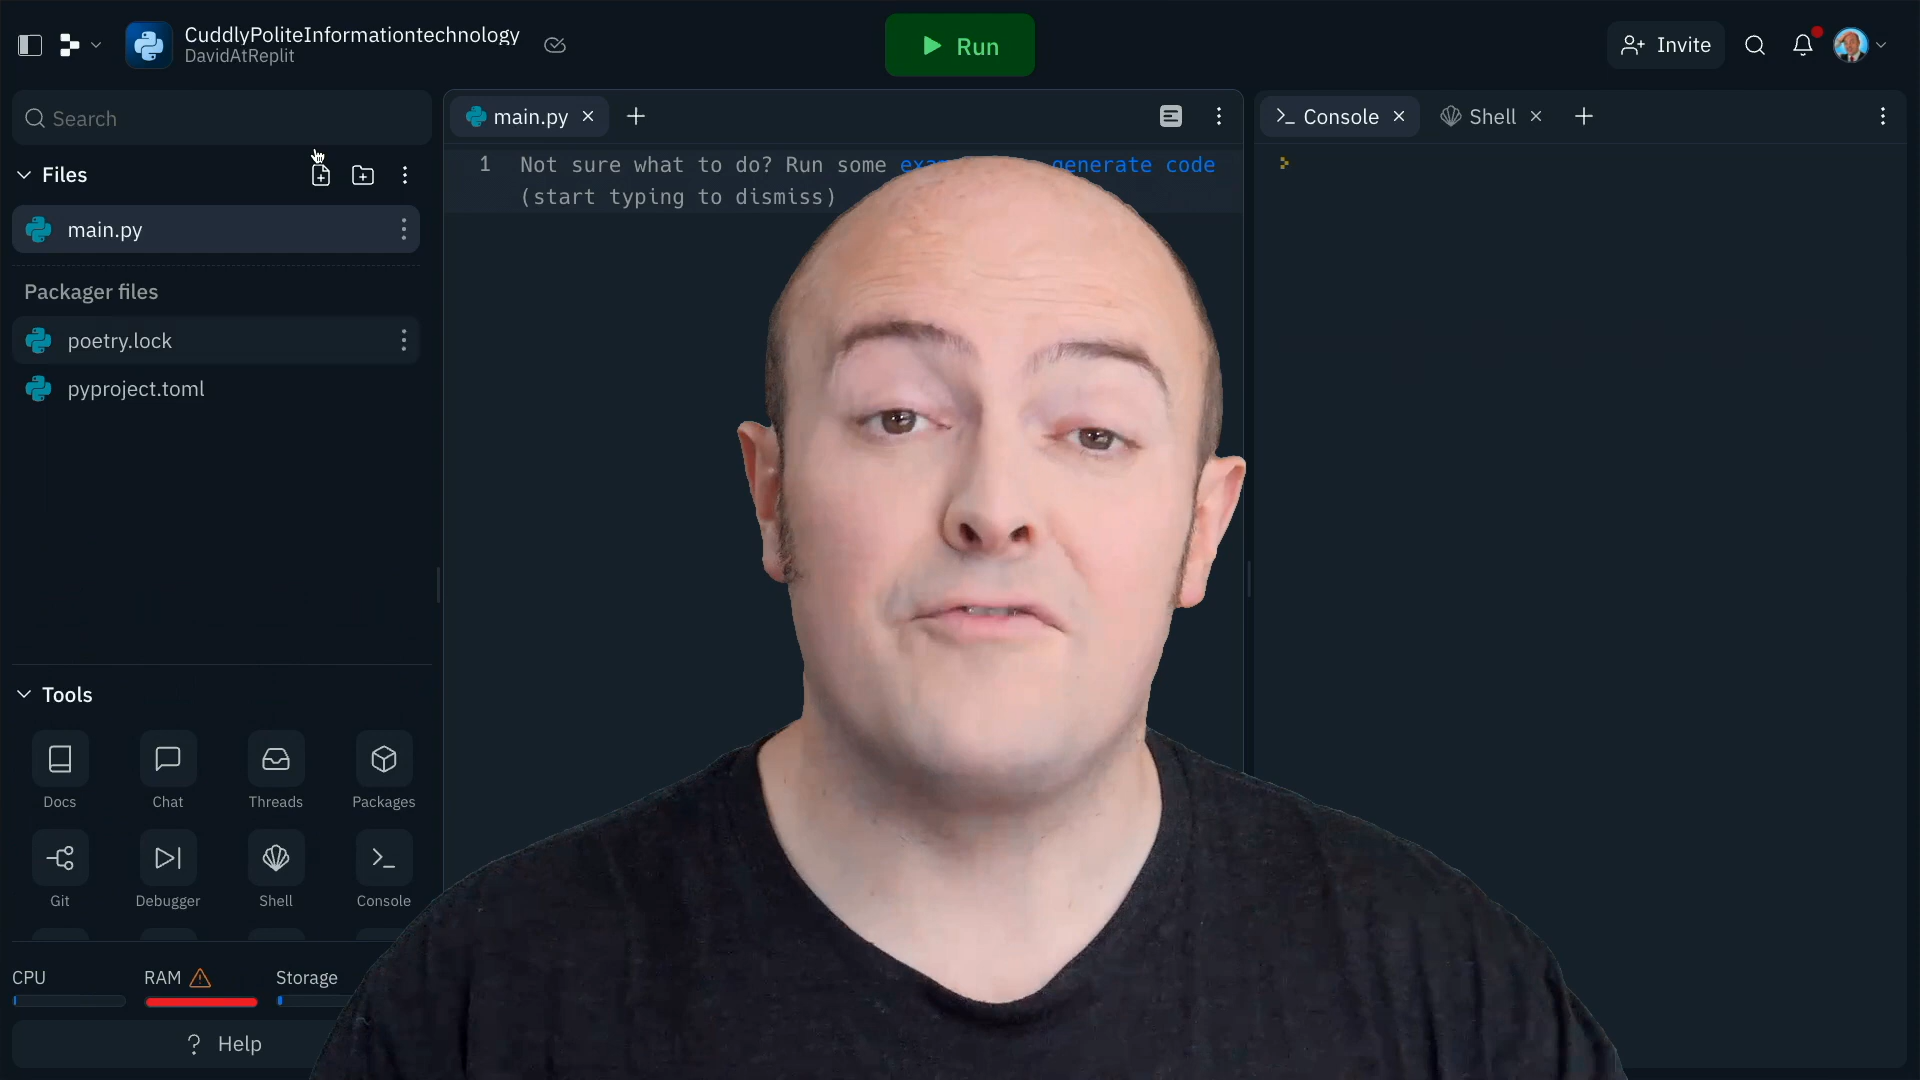 CuddlyPoliteInformationtechnology
DavidAtReplit
Run
Invite
Search
Files
main.py
Packager files
poetry.lock
pyproject.toml
Tools
Docs
Chat
Threads
Packages
Git
Debugger
Shell
Console
CPU
RAM
Storage
? Help
main.py
1
Not sure what to do? Run some generate code
(start typing to dismiss)
Console
Shell